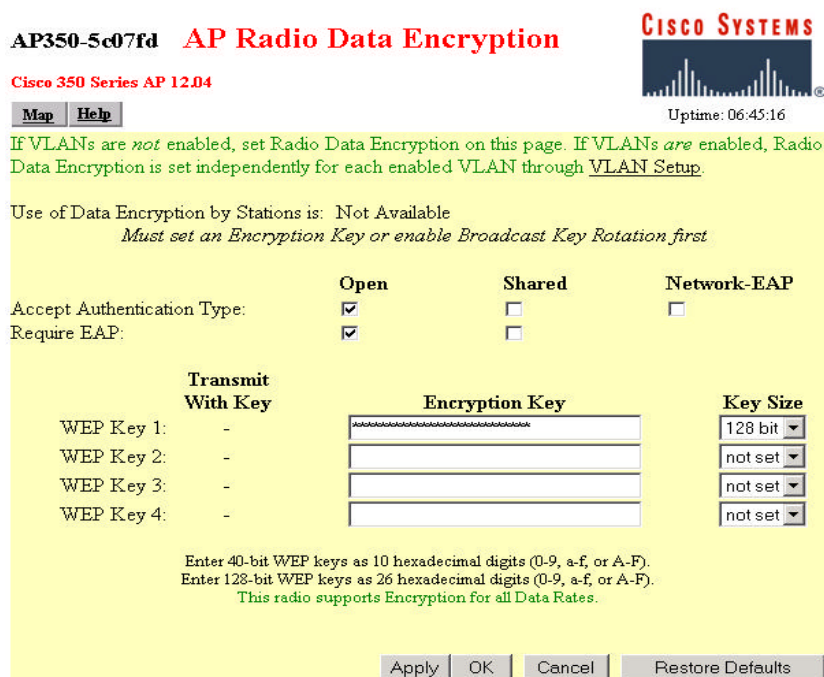 AP350-5c07fd AP Radio Data Encryption
CISCO SYSTEMS
Cisco 350 Series AP 12.04
Map Help
Uptime: 06:45:16
If VLANs are not enabled, set Radio Data Encryption on this page. If VLANs are enabled, Radio
Data Encryption is set independently for each enabled VLAN through VLAN Setup.
Use of Data Encryption by Stations is: Not Available
Must set an Encryption Key or enable Broadcast Key Rotation first
Open Shared Network-EAP
Accept Authentication Type:
Require EAP:
Transmit
With Key Encryption Key Key Size
WEP Key 1: - ************************** 128 bit
WEP Key 2: - not set
WEP Key 3: - not set
WEP Key 4: - not set
Enter 40-bit WEP keys as 10 hexadecimal digits (0-9, a-f, or A-F).
Enter 128-bit WEP keys as 26 hexadecimal digits (0-9, a-f, or A-F).
This radio supports Encryption for all Data Rates.
Apply OK Cancel Restore Defaults